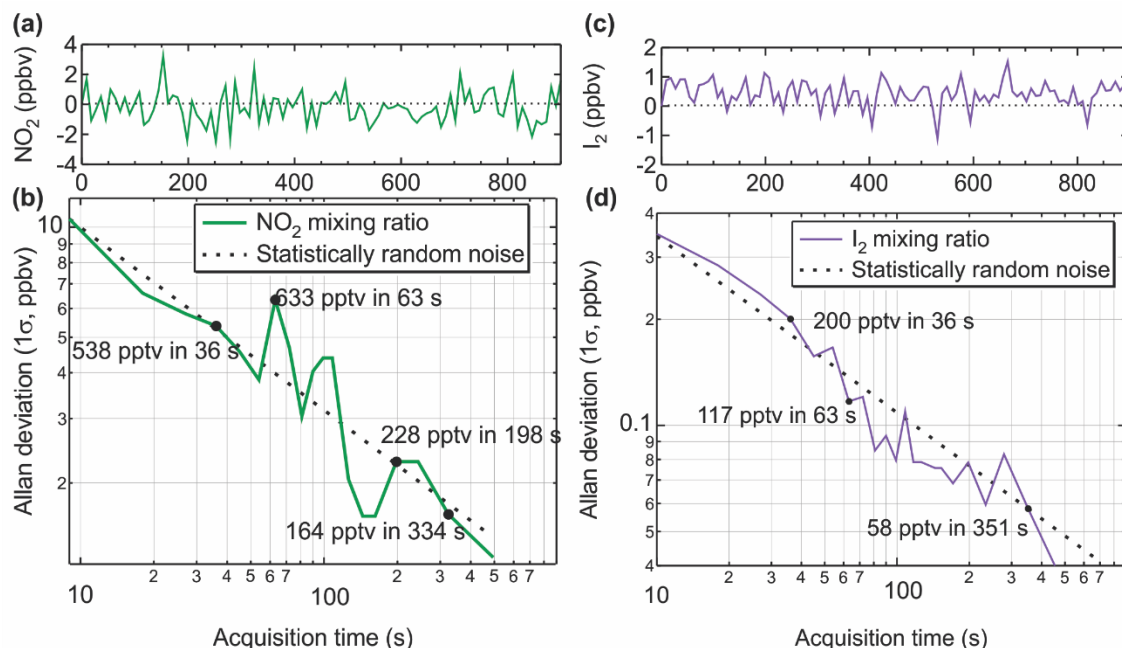 (a)
NO2 (ppbv)
4
2
0
-2
-4
0 200 400 600 800
(b)
Allan deviation (1σ, ppbv)
10
9
8
7
6
5
4
3
2
NO2 mixing ratio
Statistically random noise
633 pptv in 63 s
538 pptv in 36 s
228 pptv in 198 s
164 pptv in 334 s
2 3 4 5 6 7 2 3 4 5 6 7
10 100
Acquisition time (s)
(c)
I2 (ppbv)
2
1
0
-1
-2
0 200 400 600 800
(d)
Allan deviation (1σ, ppbv)
4
3
2
0.1
9
8
7
6
5
4
I2 mixing ratio
Statistically random noise
200 pptv in 36 s
117 pptv in 63 s
58 pptv in 351 s
2 3 4 5 6 7 2 3 4 5 6 7
10 100
Acquisition time (s)